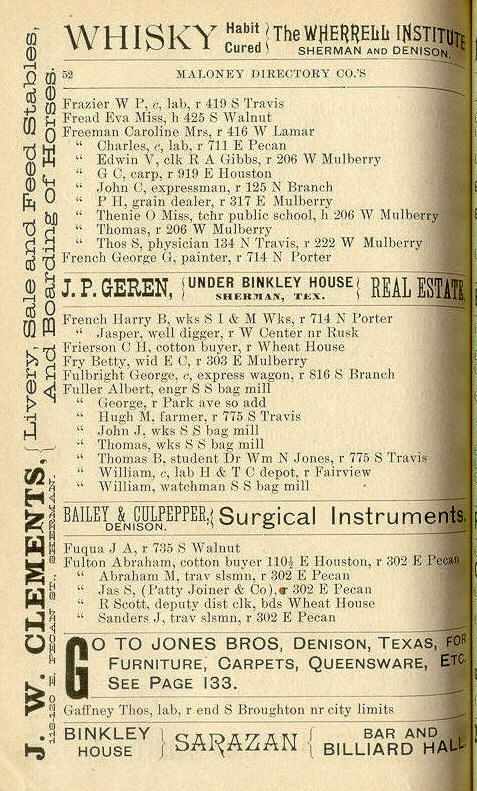 WHISKY Habit Cured { The WHERRELL INSTITUTE SHERMAN AND DENISON.
52 MALONEY DIRECTORY CO.'S
Frazier W P, c, lab, r 419 S Travis
Fread Eva Miss, h 425 S Walnut
Freeman Caroline Mrs, r 416 W Lamar
" Charles, c, lab r 711 E Pecan
" Edwin V, clk R A Gibbs, r 206 W Mulberry
" G C, carp, r 919 E Houston
" John C, expressman, r 125 N Branch
" P H, grain dealer, r 317 E Mulberry
" Thenie O Miss, tchr public school, h 206 W Mulberry
" Thomas, r 206 W Mulberry
" Thos S, physician 134 N Travis, r 222 W Mulberry
French George G, painter, r 714 N Porter
J. P. GEREN, { UNDER BINKLEY HOUSE SHERMAN, TEX. { REAL ESTATE.
French Harry B, wks S I & M Wks, r 714 N Porter
" Jasper, well digger, r W Center nr Rusk
Frierson C H, cotton buyer, r Wheat House
Fry Betty, wid E C, r 303 E Mulberry
Fulbright George, c, express wagon, r 816 S Branch
Fuller Albert, engr S S bag mill
" George, r Park ave so add
" Hugh M, farmer, r 775 S Travis
" John J, wks S S bag mill
" Thomas, wks S S bag mill
" Thomas B, student Dr Wm N Jones, r 775 S Travis
" William, c, lab H & T C depot, r Fairview
" William, watchman S S bag mill
BAILEY & CULPEPPER, DENISON. { Surgical Instruments,
Fuqua J A, r 735 S Walnut
Fulton Abraham, cotton buyer 110½ E Houston, r 302 E Pecan
" Abraham M, trav slsmn, r 302 E Pecan
" Jas S, (Patty Joiner & Co), r 302 E Pecan
" R Scott, deputy dist clk, bds Wheat House
" Sanders J, trav slsmn, r 302 E Pecan
GO TO JONES BROS, DENISON, TEXAS, FOR
FURNITURE, CARPETS, QUEENSWARE, ETC.
SEE PAGE 133.
Gaffney Thos, lab, r end S Broughton nr city limits
BINKLEY HOUSE } SARAZAN { BAR AND BILLIARD HALL
J. W. CLEMENTS, { Livery, Sale and Feed Stables,
And Boarding of Horses.
E. PECAN ST., SHERMAN.